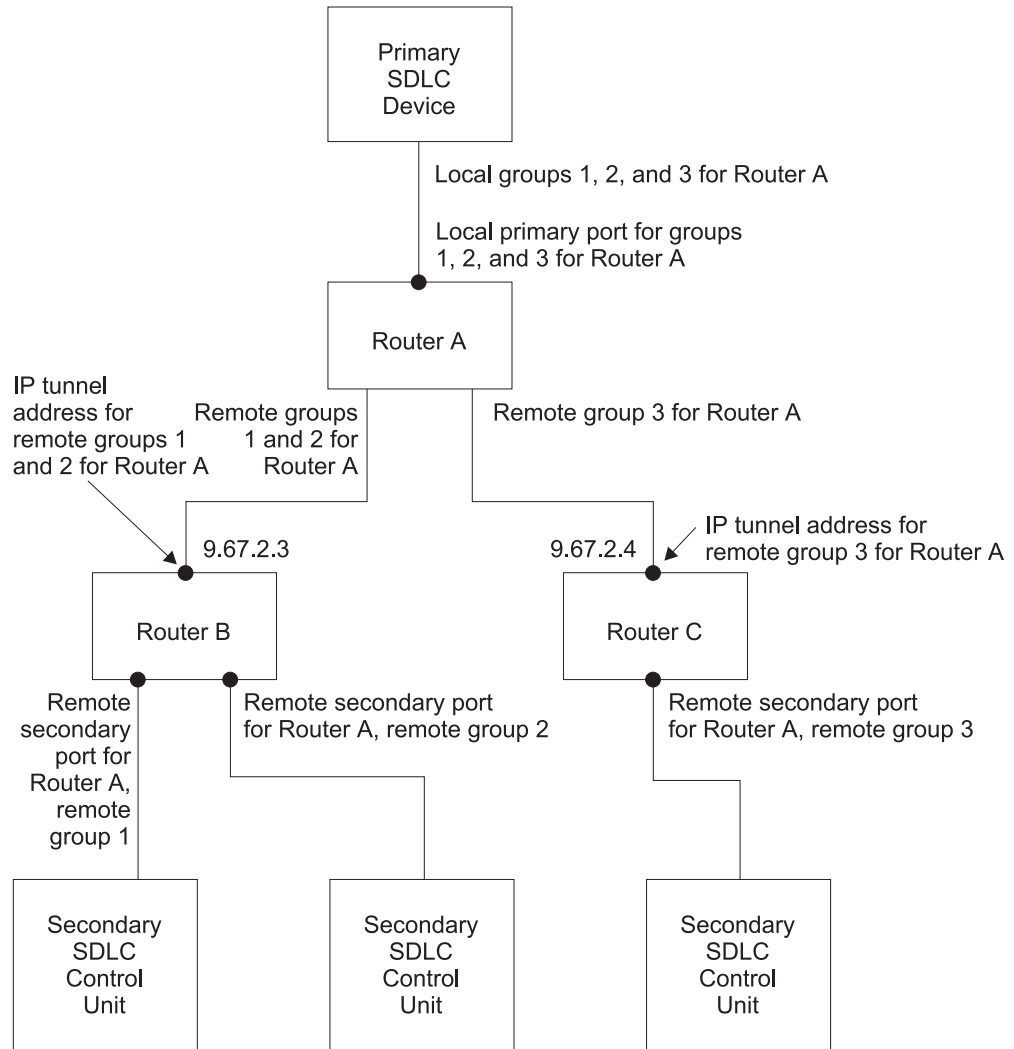 Primary
SDLC
Device
Local groups 1, 2, and 3 for Router A
Local primary port for groups
1, 2, and 3 for Router A
Router A
IP tunnel
address for
remote groups 1
and 2 for Router A
Remote groups
1 and 2 for
Router A
Remote group 3 for Router A
IP tunnel address for
remote group 3 for Router A
9.67.2.3
9.67.2.4
Router B
Router C
Remote
secondary
port for
Router A,
remote
group 1
Remote secondary port
for Router A, remote group 2
Remote secondary port
for Router A, remote group 3
Secondary
SDLC
Control
Unit
Secondary
SDLC
Control
Unit
Secondary
SDLC
Control
Unit